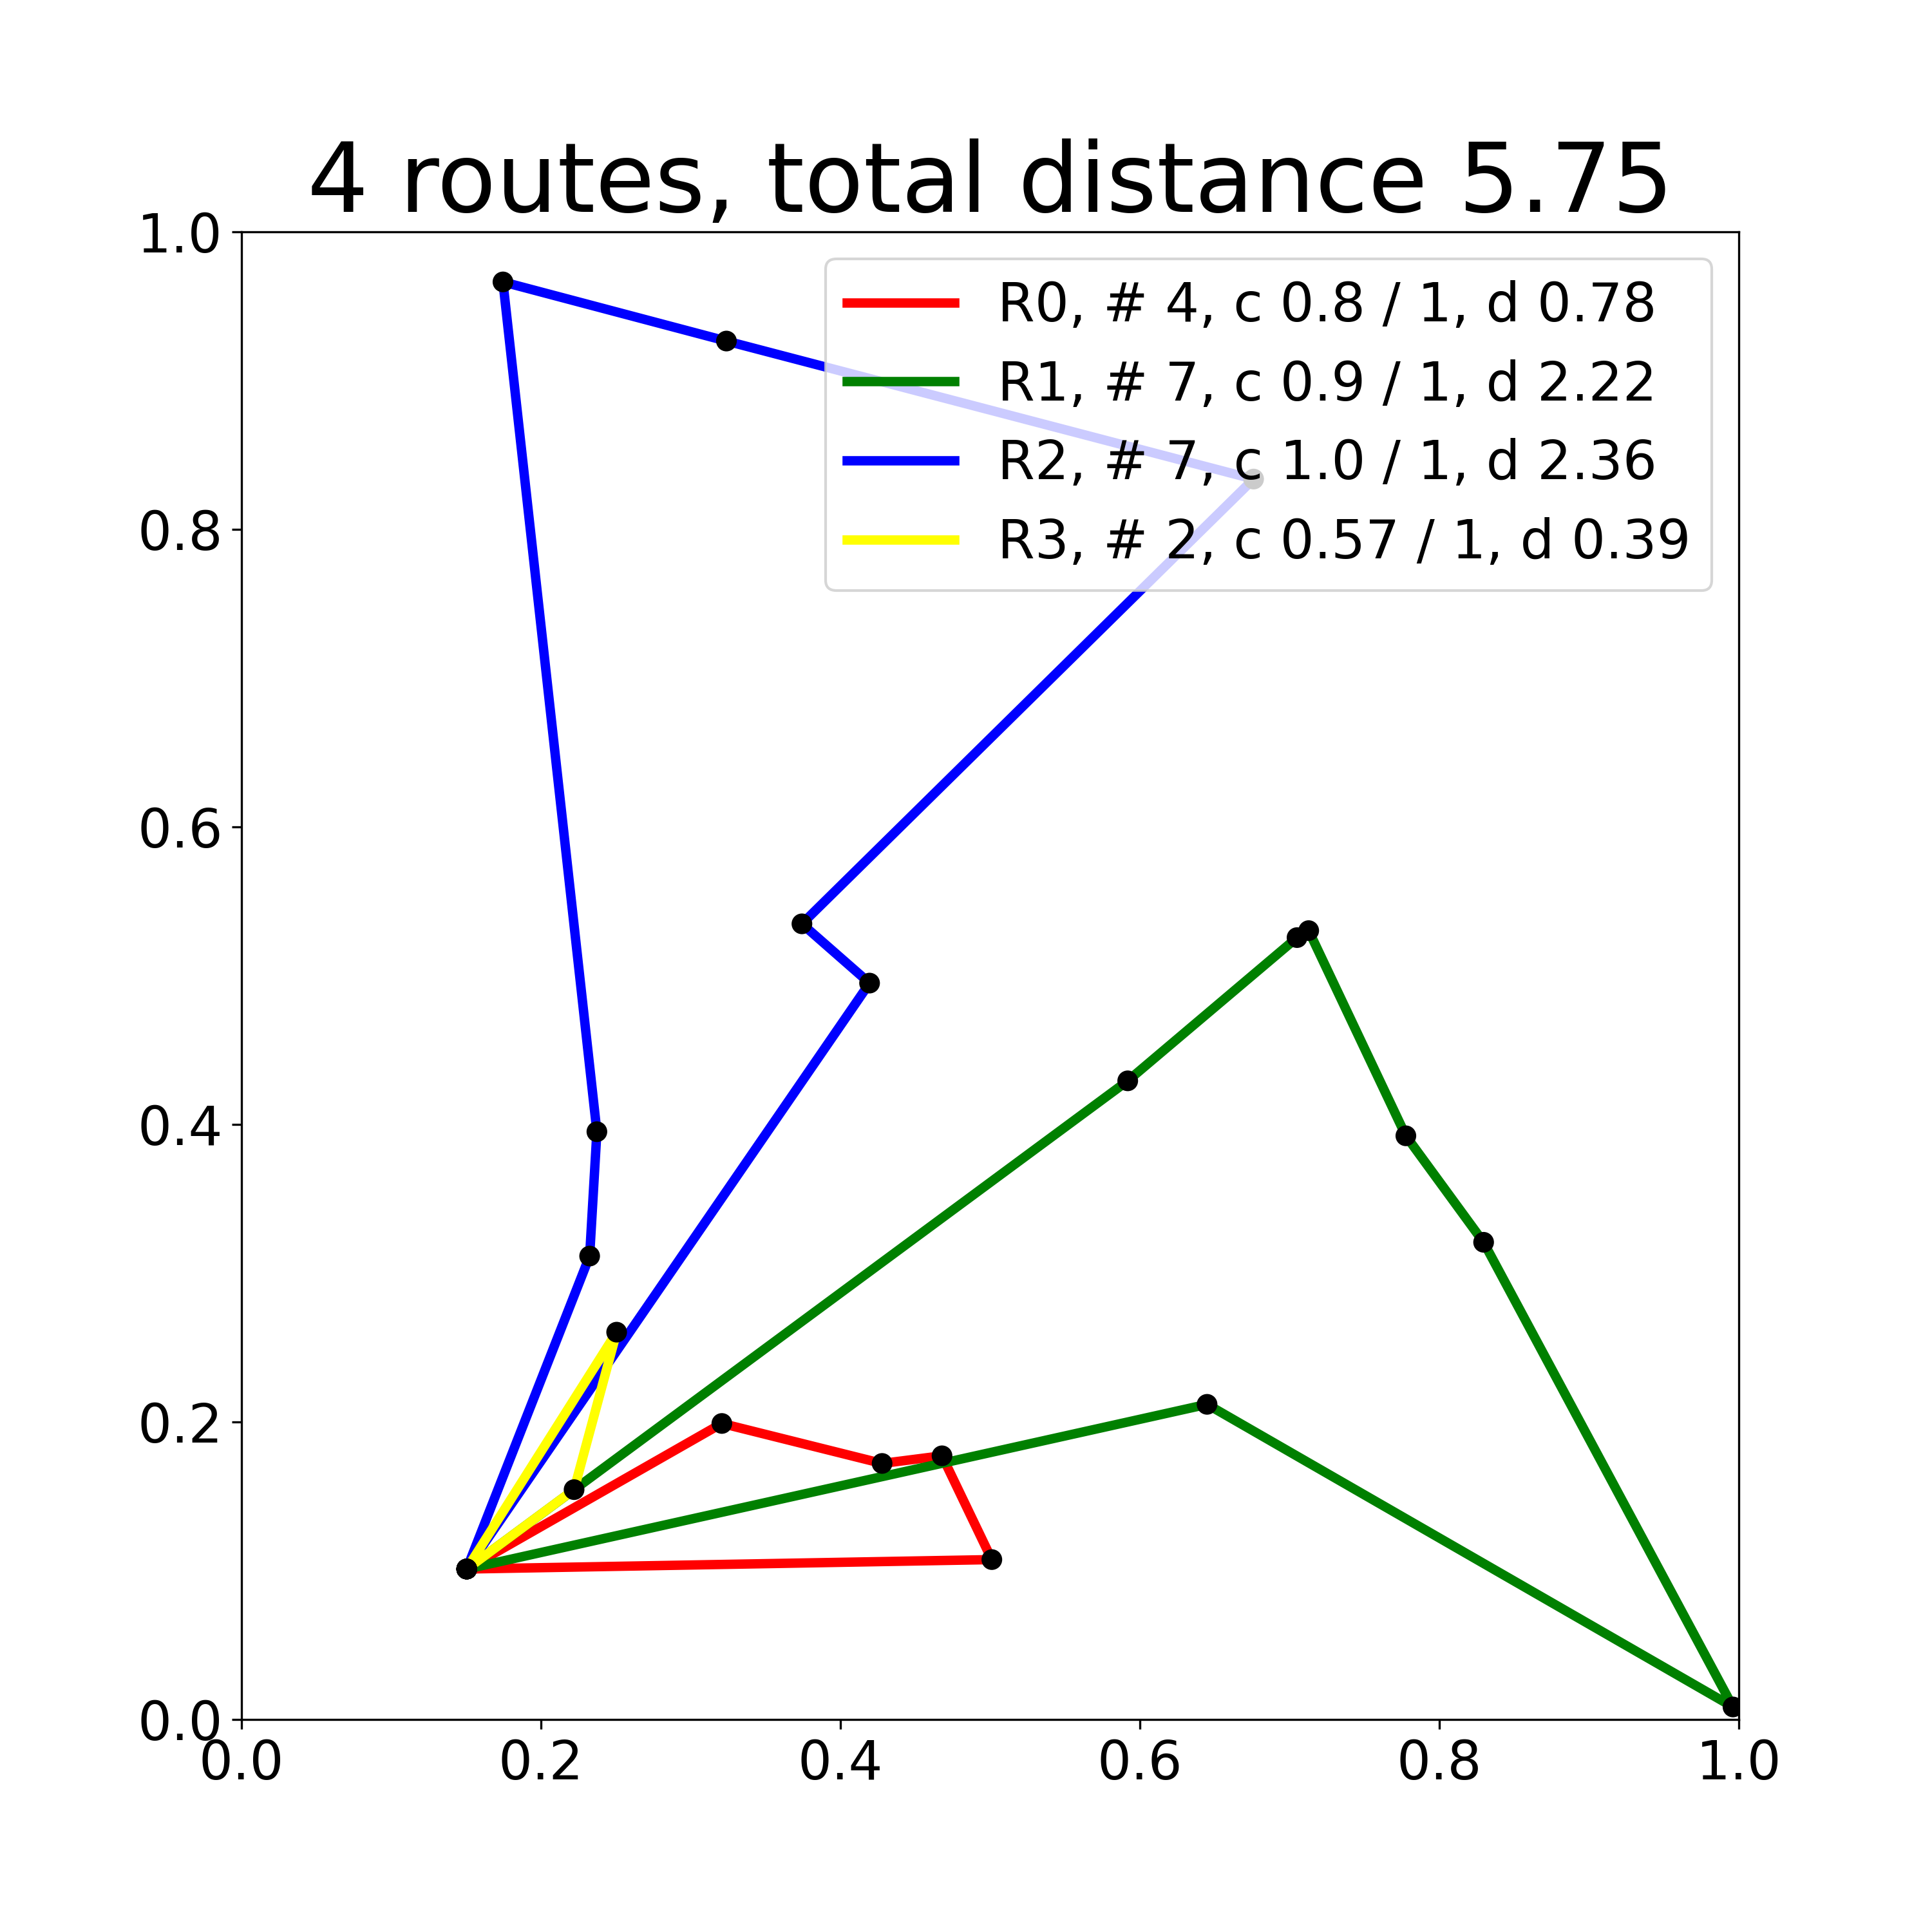 4 routes, total distance 5.75
R0, # 4, c 0.8 / 1, d 0.78
R1, # 7, c 0.9 / 1, d 2.22
R2, # 7, c 1.0 / 1, d 2.36
R3, # 2, c 0.57 / 1, d 0.39
1.0
0.8
0.6
0.4
0.2
0.0
0.0 0.2 0.4 0.6 0.8 1.0